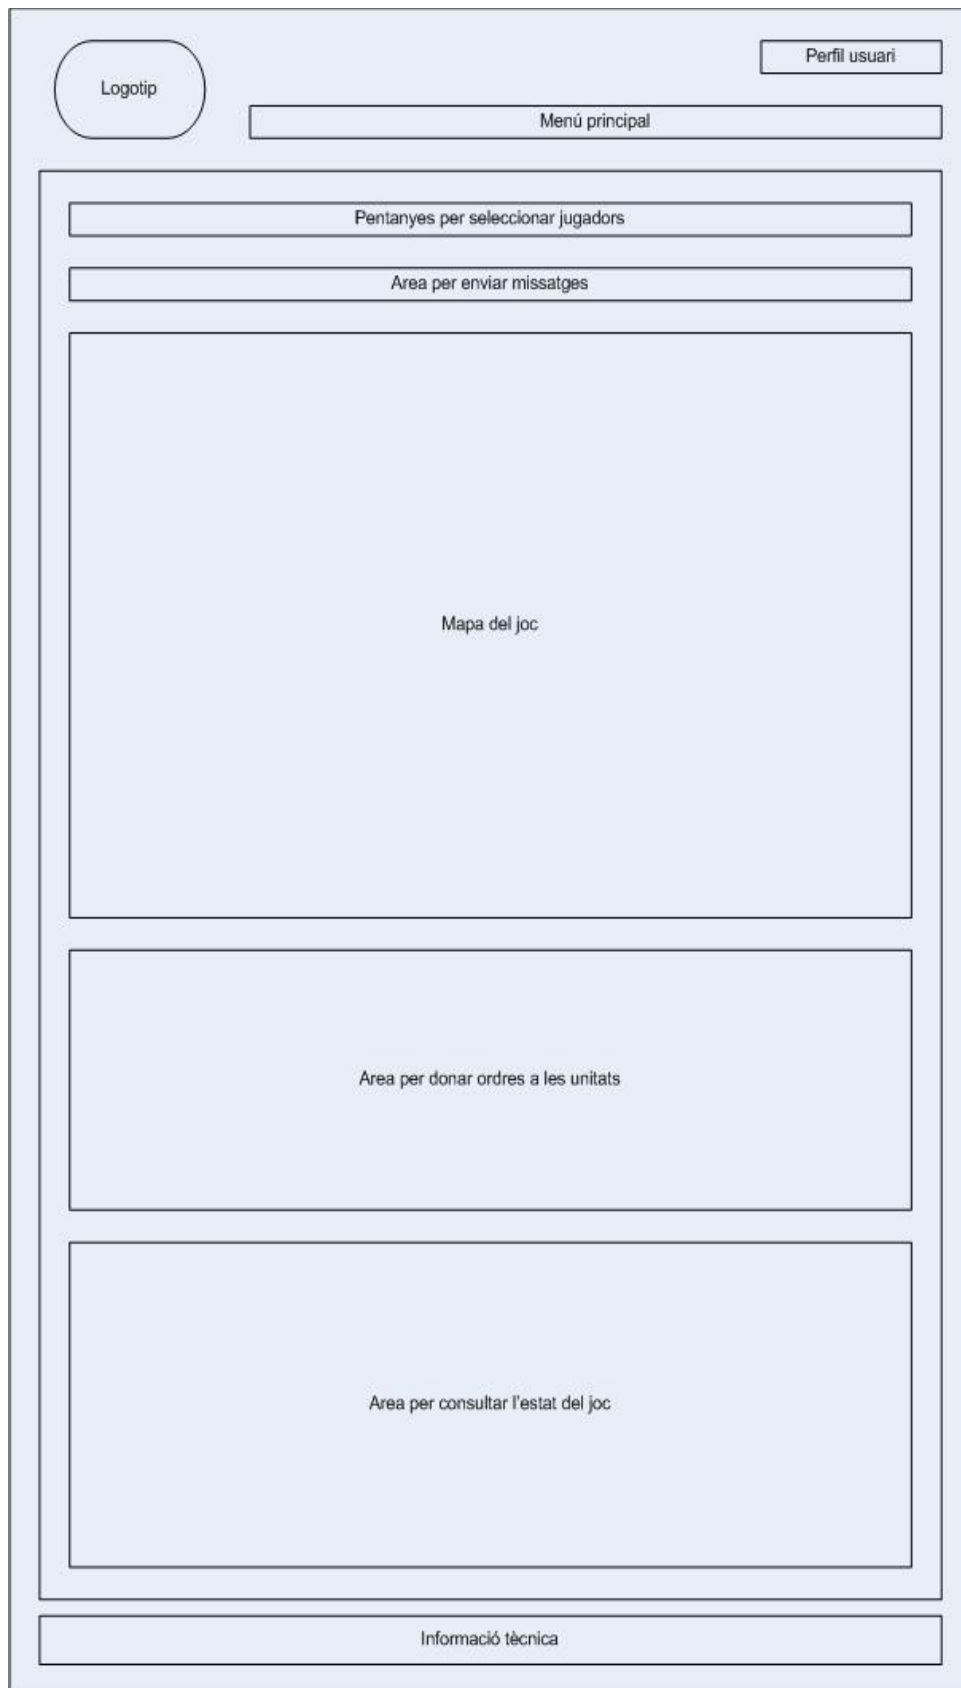 Perfil usuari
Logotip
Menú principal
Pentanyes per seleccionar jugadors
Area per enviar missatges
Mapa del joc
Area per donar ordres a les unitats
Area per consultar l'estat del joc
Informació tècnica